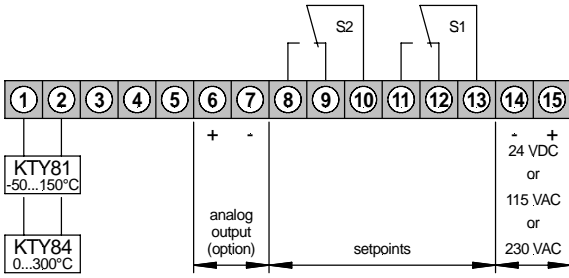 S2
S1
1 2 3 4 5 6 7 8 9 10 11 12 13 14 15
+ - - +
KTY81
-50...150°C
KTY84
0...300°C
analog
output
(option)
setpoints
24 VDC
or
115 VAC
or
230 VAC